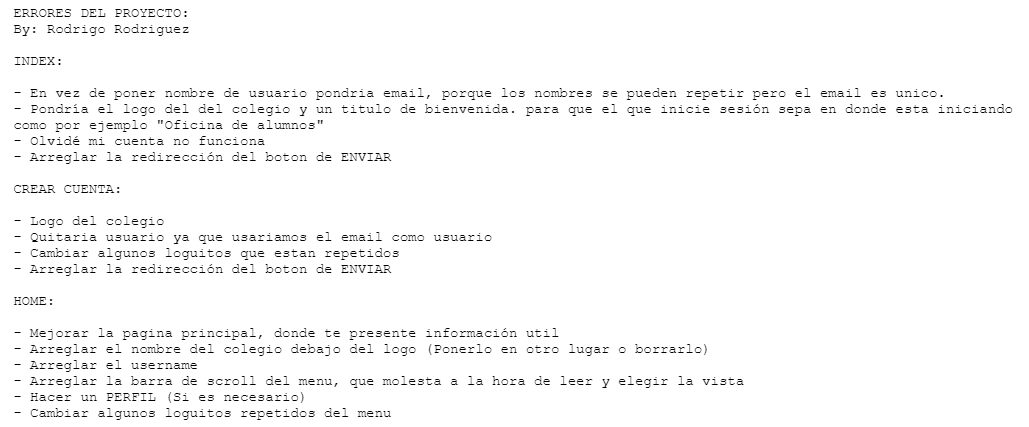 ERRORES DEL PROYECTO:
By: Rodrigo Rodriguez
INDEX:
- En vez de poner nombre de usuario pondria email, porque los nombres se pueden repetir pero el email es unico.
- Pondría el logo del del colegio y un titulo de bienvenida. para que el que inicie sesión sepa en donde esta iniciando
como por ejemplo "Oficina de alumnos"
- Olvidé mi cuenta no funciona
- Arreglar la redirección del boton de ENVIAR
CREAR CUENTA:
- Logo del colegio
- Quitaria usuario ya que usariamos el email como usuario
- Cambiar algunos loguitos que estan repetidos
- Arreglar la redirección del boton de ENVIAR
HOME:
- Mejorar la pagina principal, donde te presente información util
- Arreglar el nombre del colegio debajo del logo (Ponerlo en otro lugar o borrarlo)
- Arreglar el username
- Arreglar la barra de scroll del menu, que molesta a la hora de leer y elegir la vista
- Hacer un PERFIL (Si es necesario)
- Cambiar algunos loguitos repetidos del menu